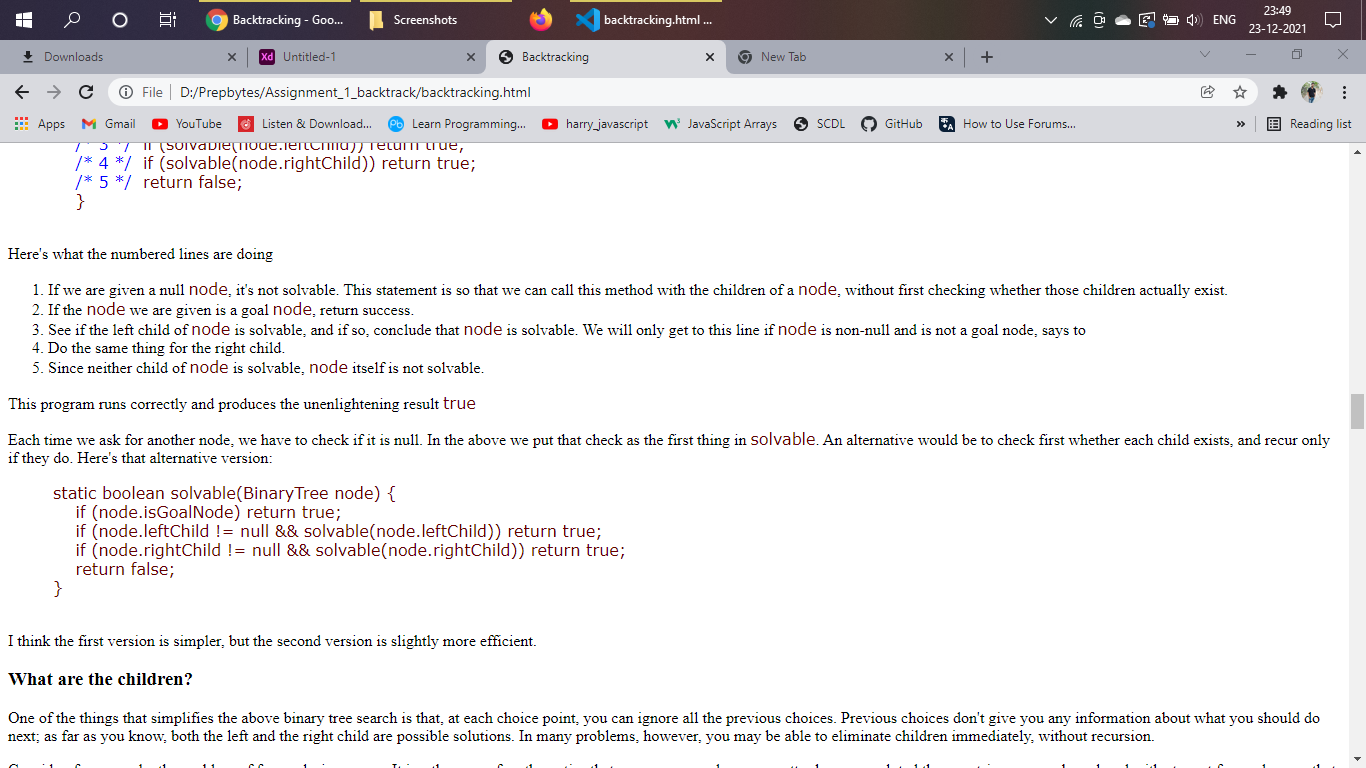 Backtracking - Goo...
Screenshots
backtracking.html ...
ENG
23:49
23-12-2021
Downloads
Xd Untitled-1
Backtracking
New Tab
File D:/Prepbytes/Assignment_1_backtrack/backtracking.html
Apps
Gmail
YouTube
Listen & Download...
Learn Programming...
harry_javascript
JavaScript Arrays
SCDL
GitHub
How to Use Forums...
»
Reading list
/* 3 */ if (solvable(node.leftChild)) return true;
/* 4 */ if (solvable(node.rightChild)) return true;
/* 5 */ return false;
}
Here's what the numbered lines are doing
1. If we are given a null node, it's not solvable. This statement is so that we can call this method with the children of a node, without first checking whether those children actually exist.
2. If the node we are given is a goal node, return success.
3. See if the left child of node is solvable, and if so, conclude that node is solvable. We will only get to this line if node is non-null and is not a goal node, says to
4. Do the same thing for the right child.
5. Since neither child of node is solvable, node itself is not solvable.
This program runs correctly and produces the unenlightening result true
Each time we ask for another node, we have to check if it is null. In the above we put that check as the first thing in solvable. An alternative would be to check first whether each child exists, and recur only
if they do. Here's that alternative version:
static boolean solvable(BinaryTree node) {
if (node.isGoalNode) return true;
if (node.leftChild != null && solvable(node.leftChild)) return true;
if (node.rightChild != null && solvable(node.rightChild)) return true;
return false;
}
I think the first version is simpler, but the second version is slightly more efficient.
What are the children?
One of the things that simplifies the above binary tree search is that, at each choice point, you can ignore all the previous choices. Previous choices don't give you any information about what you should do
next; as far as you know, both the left and the right child are possible solutions. In many problems, however, you may be able to eliminate children immediately, without recursion.